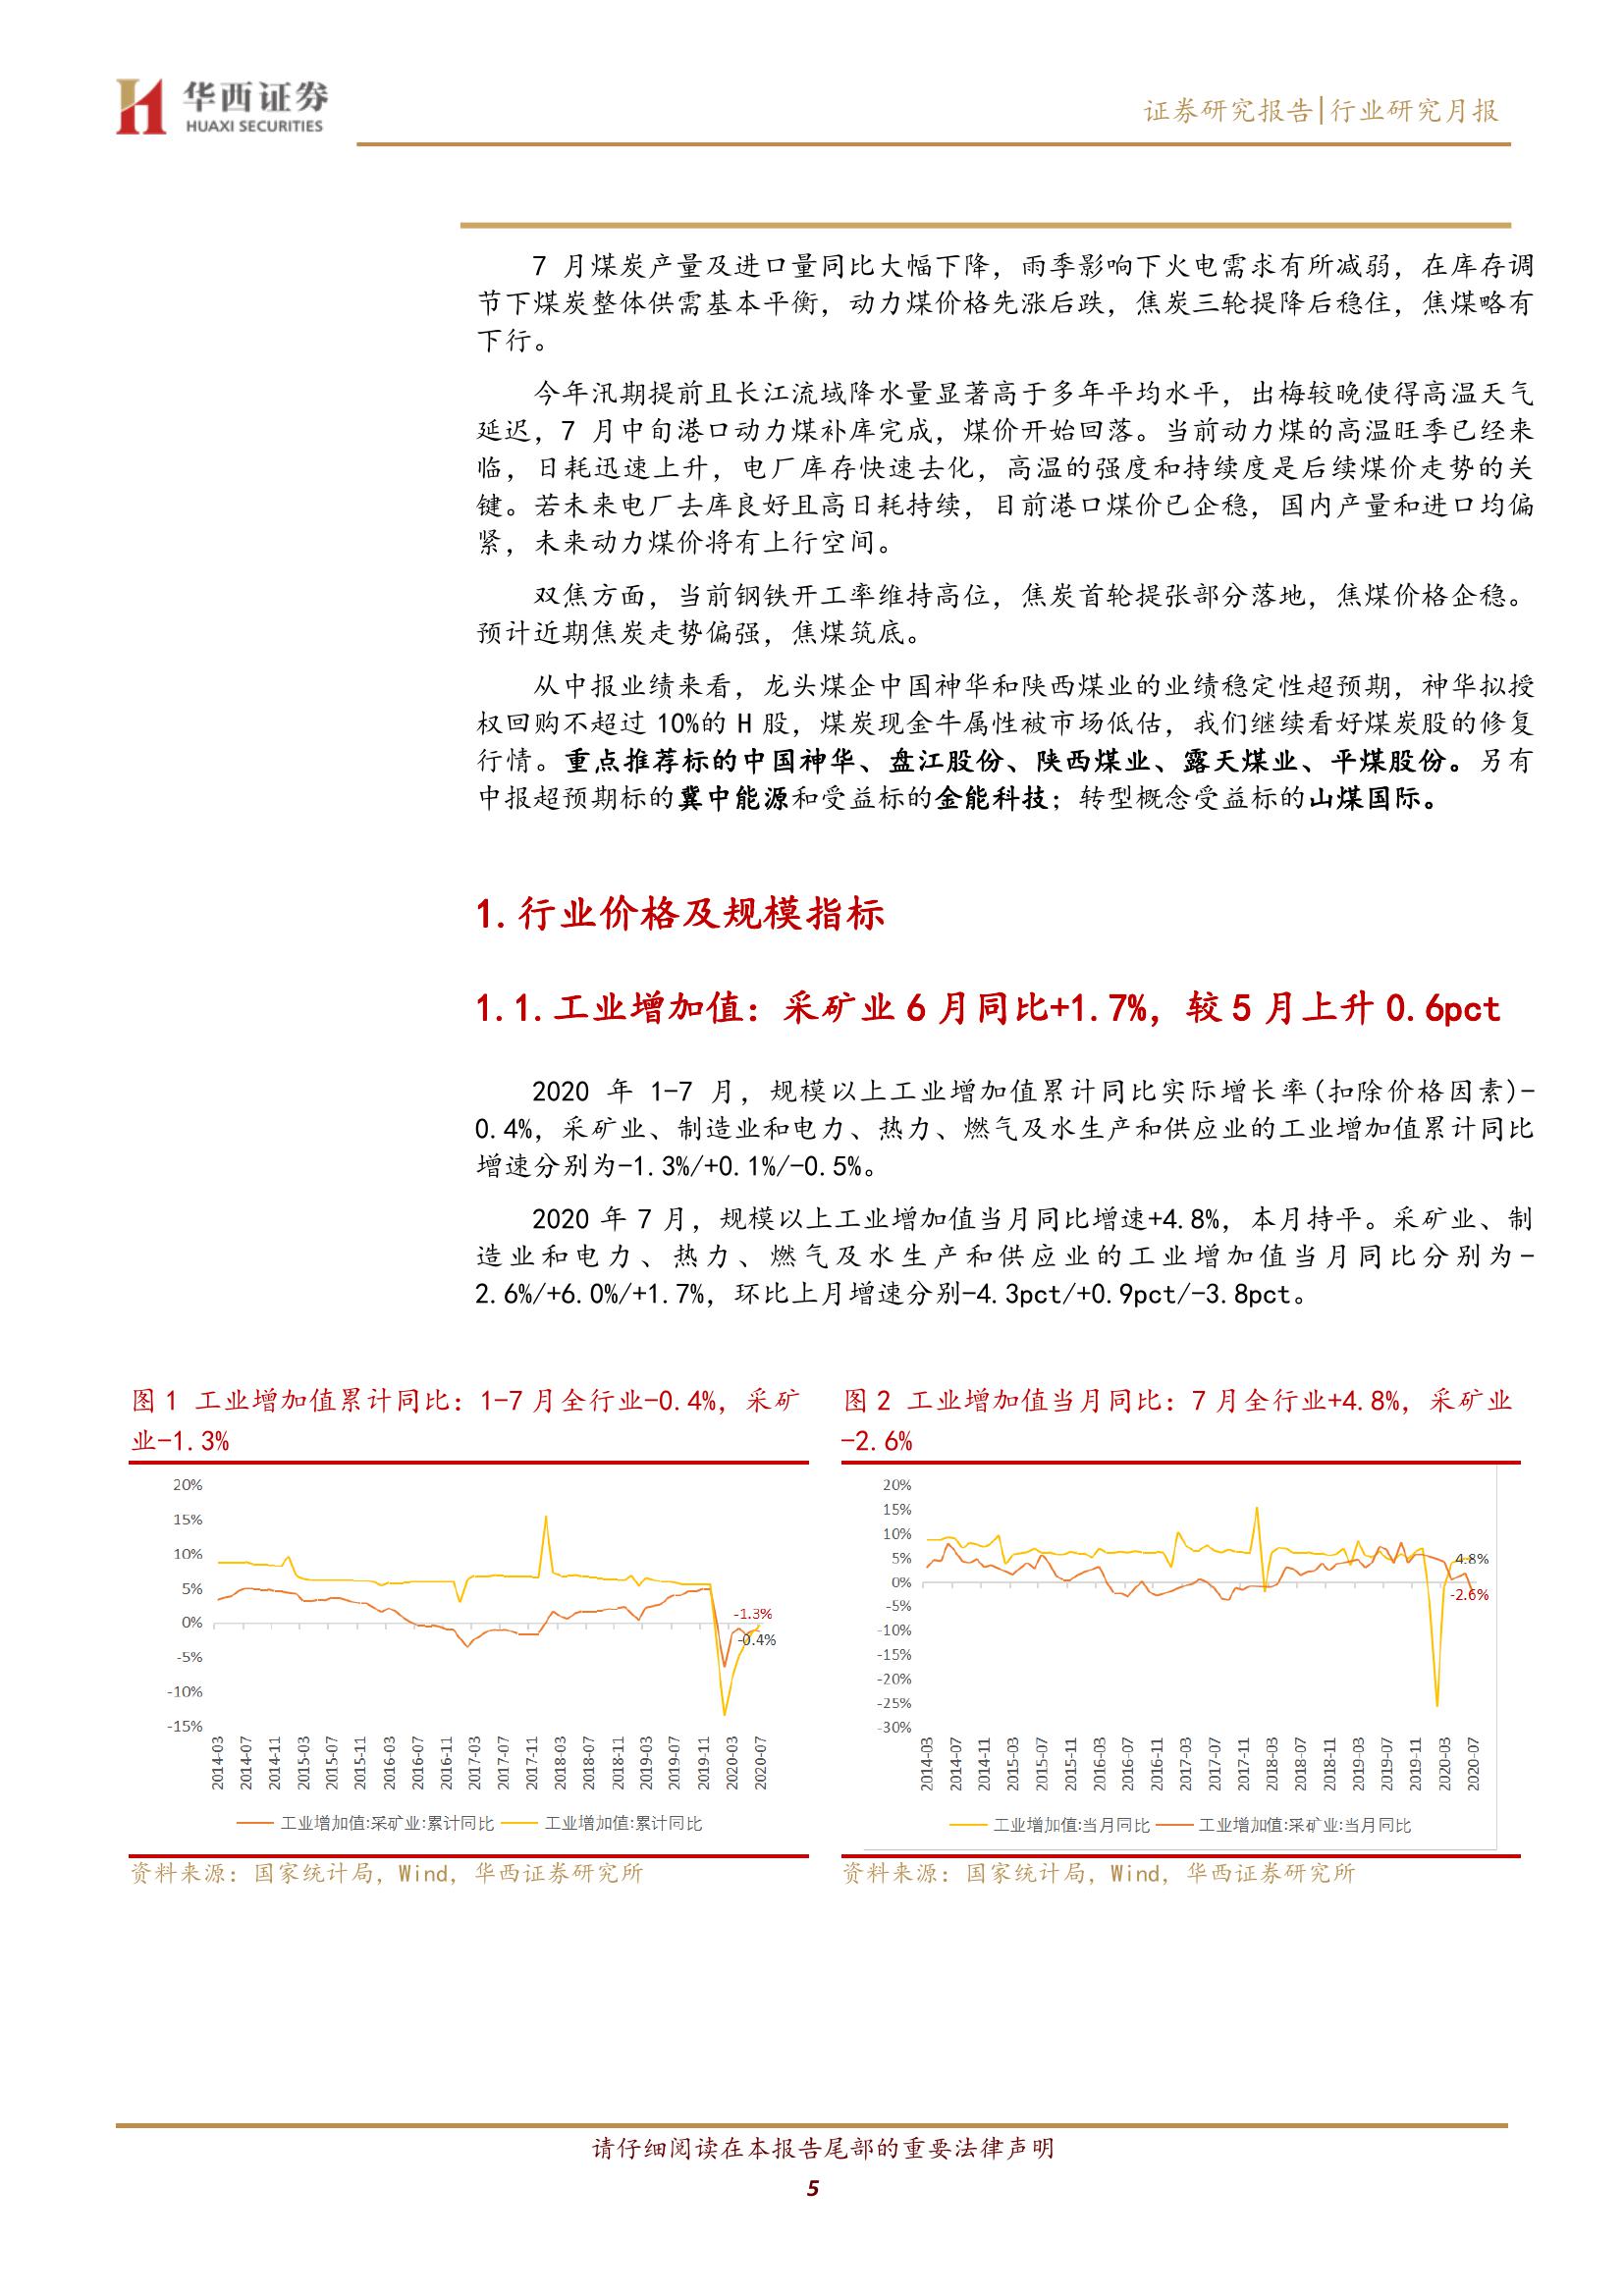 华西证券
HUAXI SECURITIES
证券研究报告|行业研究月报
7 月煤炭产量及进口量同比大幅下降，雨季影响下火电需求有所减弱，在库存调
节下煤炭整体供需基本平衡，动力煤价格先涨后跌，焦炭三轮提降后稳住，焦煤略有
下行。
今年汛期提前且长江流域降水量显著高于多年平均水平，出梅较晚使得高温天气
延迟，7 月中旬港口动力煤补库完成，煤价开始回落。当前动力煤的高温旺季已经来
临，日耗迅速上升，电厂库存快速去化，高温的强度和持续度是后续煤价走势的关
键。若未来电厂去库良好且高日耗持续，目前港口煤价已企稳，国内产量和进口均偏
紧，未来动力煤价将有上行空间。
双焦方面，当前钢铁开工率维持高位，焦炭首轮提张部分落地，焦煤价格企稳。
预计近期焦炭走势偏强，焦煤筑底。
从中报业绩来看，龙头煤企中国神华和陕西煤业的业绩稳定性超预期，神华拟授
权回购不超过 10%的 H 股，煤炭现金牛属性被市场低估，我们继续看好煤炭股的修复
行情。重点推荐标的中国神华、盘江股份、陕西煤业、露天煤业、平煤股份。另有
中报超预期标的冀中能源和受益标的金能科技；转型概念受益标的山煤国际。
1.行业价格及规模指标
1.1.工业增加值：采矿业 6 月同比+1.7%，较 5 月上升 0.6pct
2020 年 1-7 月，规模以上工业增加值累计同比实际增长率(扣除价格因素)-
0.4%，采矿业、制造业和电力、热力、燃气及水生产和供应业的工业增加值累计同比
增速分别为-1.3%/+0.1%/-0.5%。
2020 年 7 月，规模以上工业增加值当月同比增速+4.8%，本月持平。采矿业、制
造业和电力、热力、燃气及水生产和供应业的工业增加值当月同比分别为-
2.6%/+6.0%/+1.7%，环比上月增速分别-4.3pct/+0.9pct/-3.8pct。
图 1 工业增加值累计同比：1-7 月全行业-0.4%，采矿
业-1.3%
20%
15%
10%
5%
0%
-5%
-10%
-15%
-1.3%
-0.4%
2014-03
2014-07
2014-11
2015-03
2015-07
2015-11
2016-03
2016-07
2016-11
2017-03
2017-07
2017-11
2018-03
2018-07
2018-11
2019-03
2019-07
2019-11
2020-03
2020-07
工业增加值:采矿业:累计同比
工业增加值:累计同比
资料来源：国家统计局，Wind，华西证券研究所
图 2 工业增加值当月同比：7 月全行业+4.8%，采矿业
-2.6%
20%
15%
10%
5%
0%
-5%
-10%
-15%
-20%
-25%
-30%
4.8%
-2.6%
2014-03
2014-07
2014-11
2015-03
2015-07
2015-11
2016-03
2016-07
2016-11
2017-03
2017-07
2017-11
2018-03
2018-07
2018-11
2019-03
2019-07
2019-11
2020-03
2020-07
工业增加值:当月同比
工业增加值:采矿业:当月同比
资料来源：国家统计局，Wind，华西证券研究所
请仔细阅读在本报告尾部的重要法律声明
5